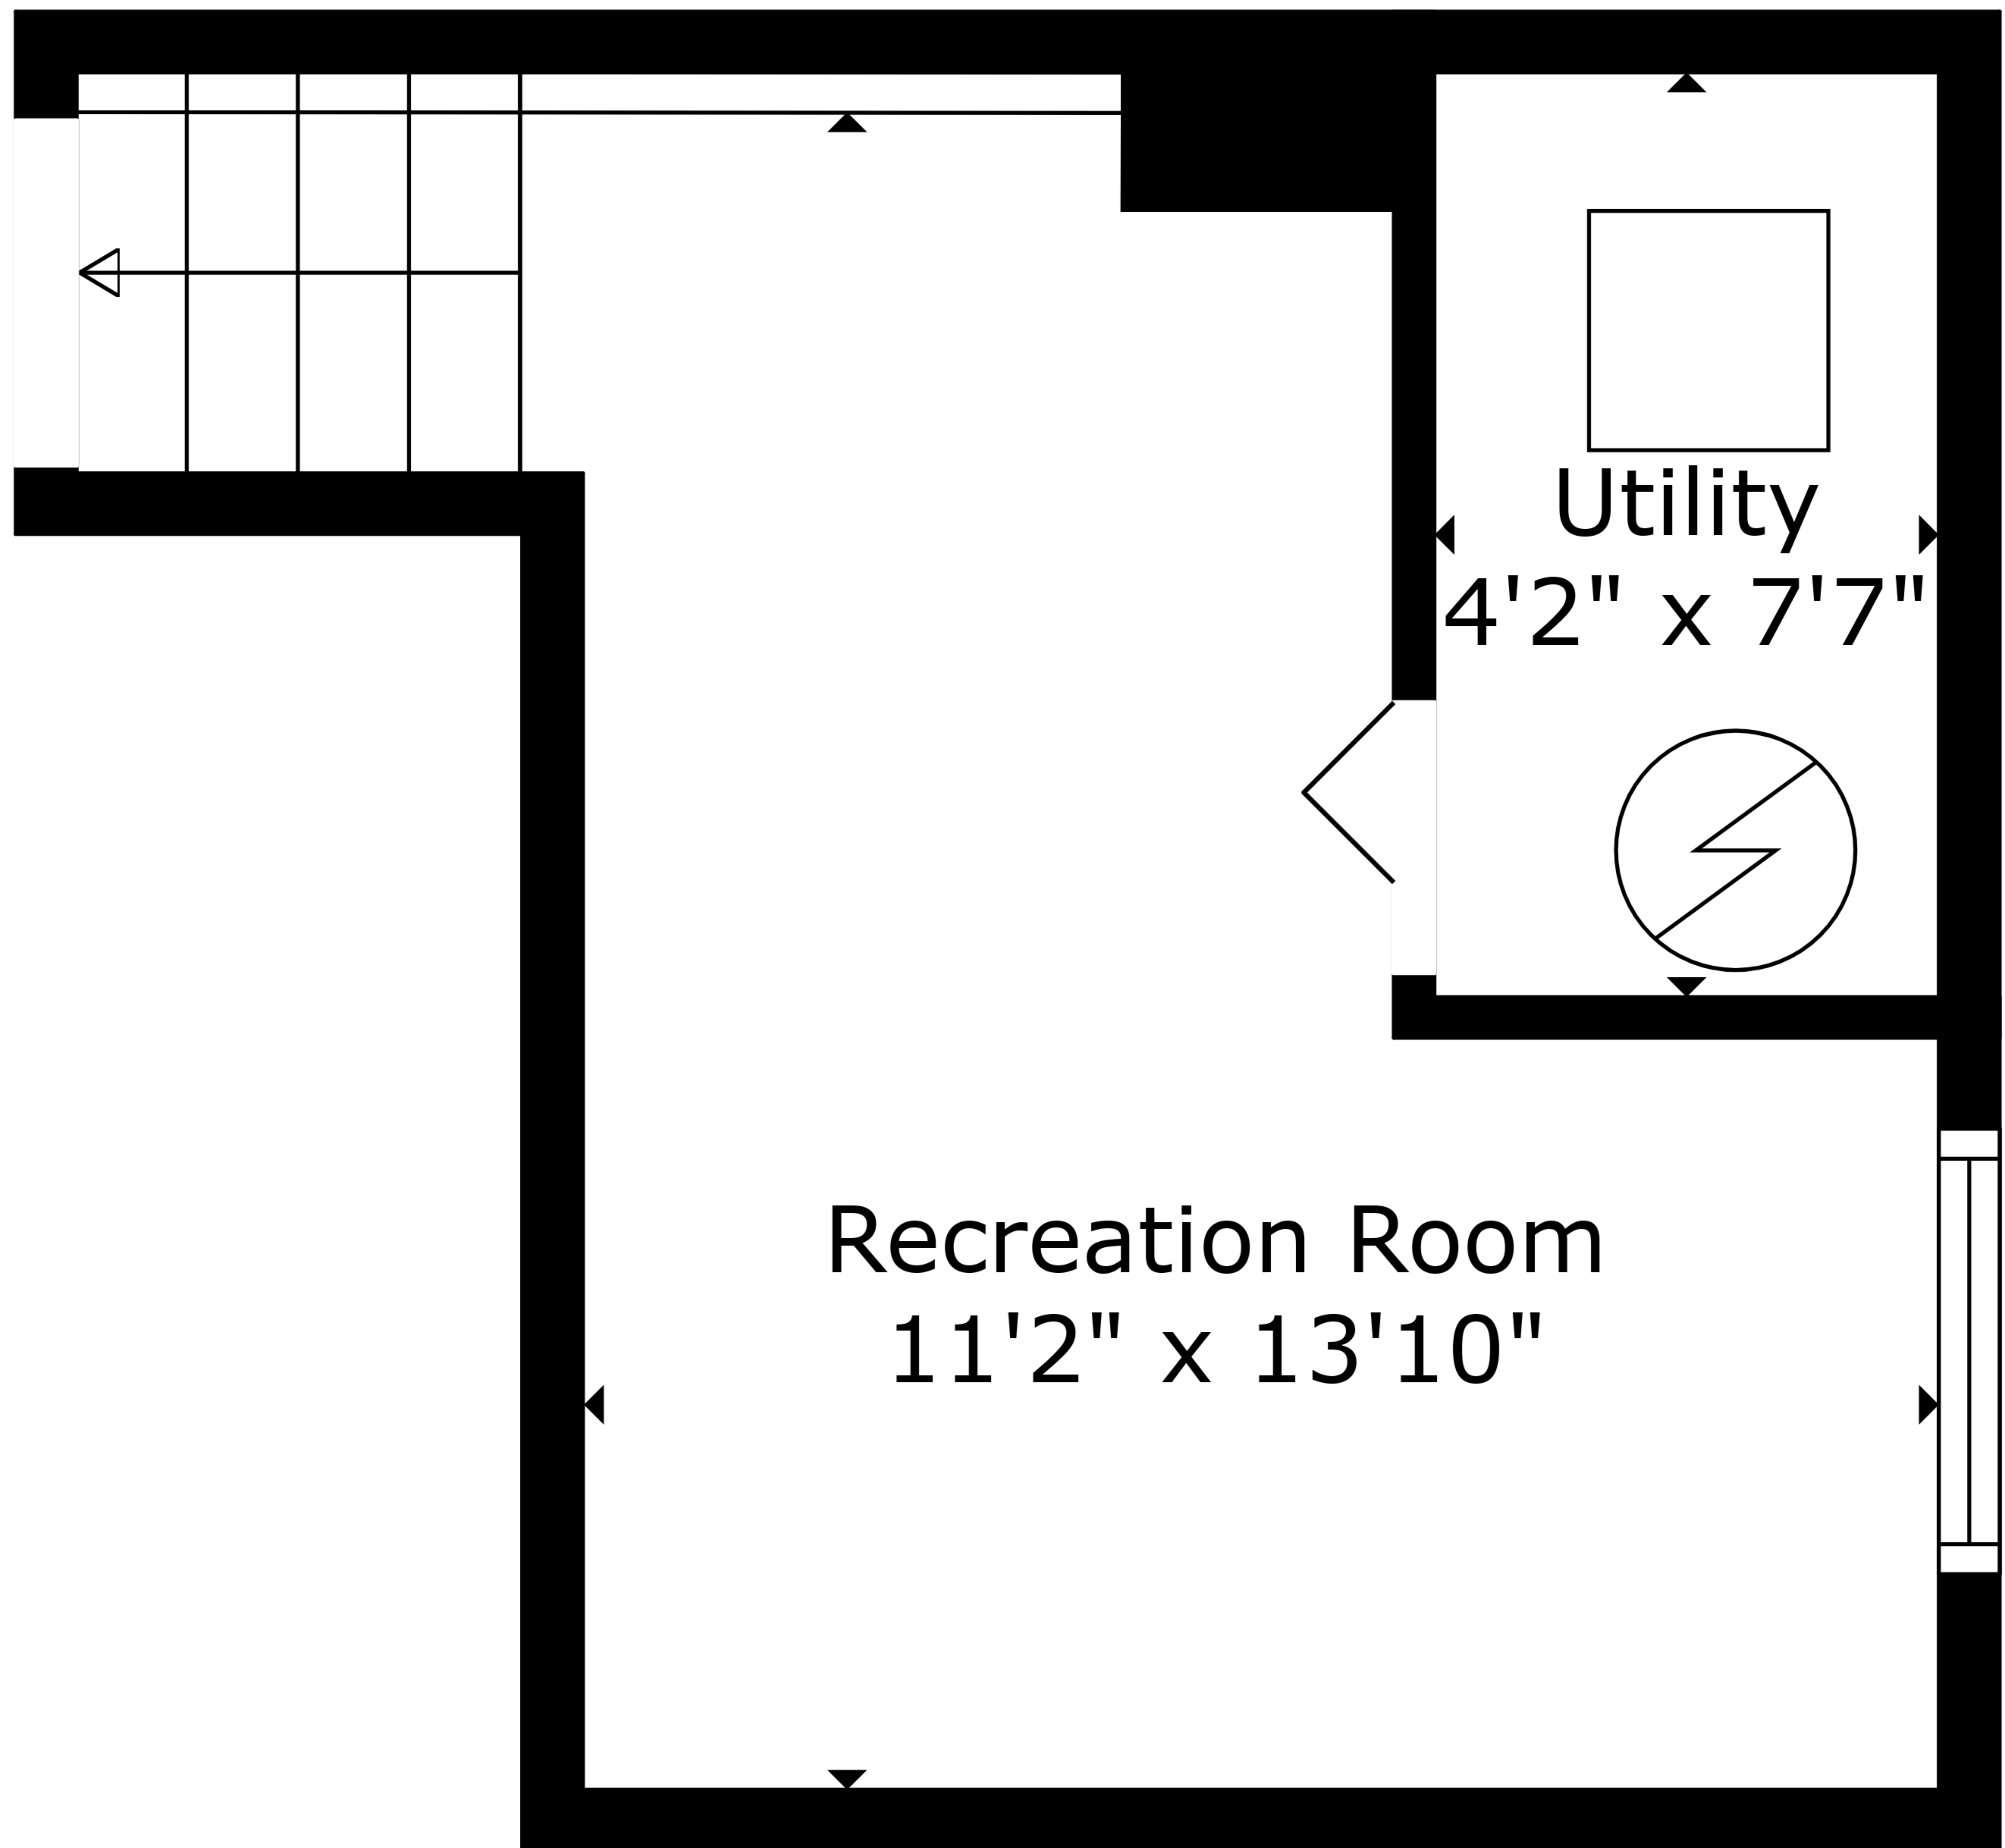 Utility
4'2" x 7'7"
Recreation Room
11'2" x 13'10"